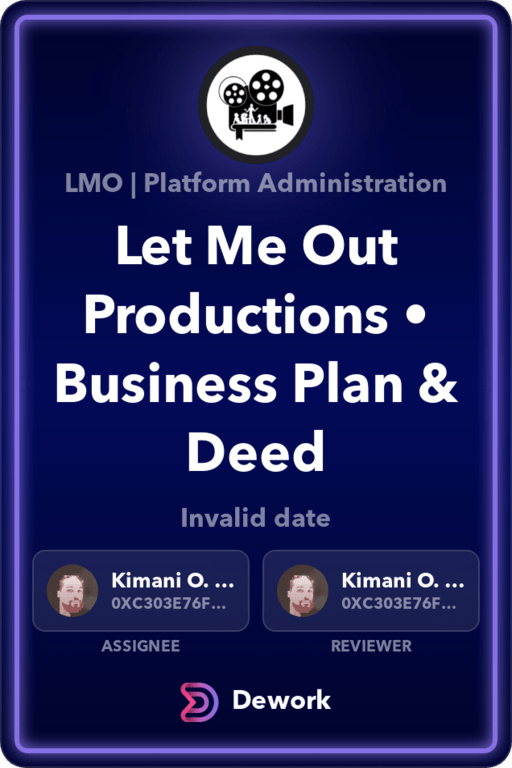 LMO | Platform Administration
Let Me Out
Productions •
Business Plan &
Deed
Invalid date
Kimani O. ...
0XC303E76F...
ASSIGNEE
Kimani O. ...
0XC303E76F...
REVIEWER
Dework